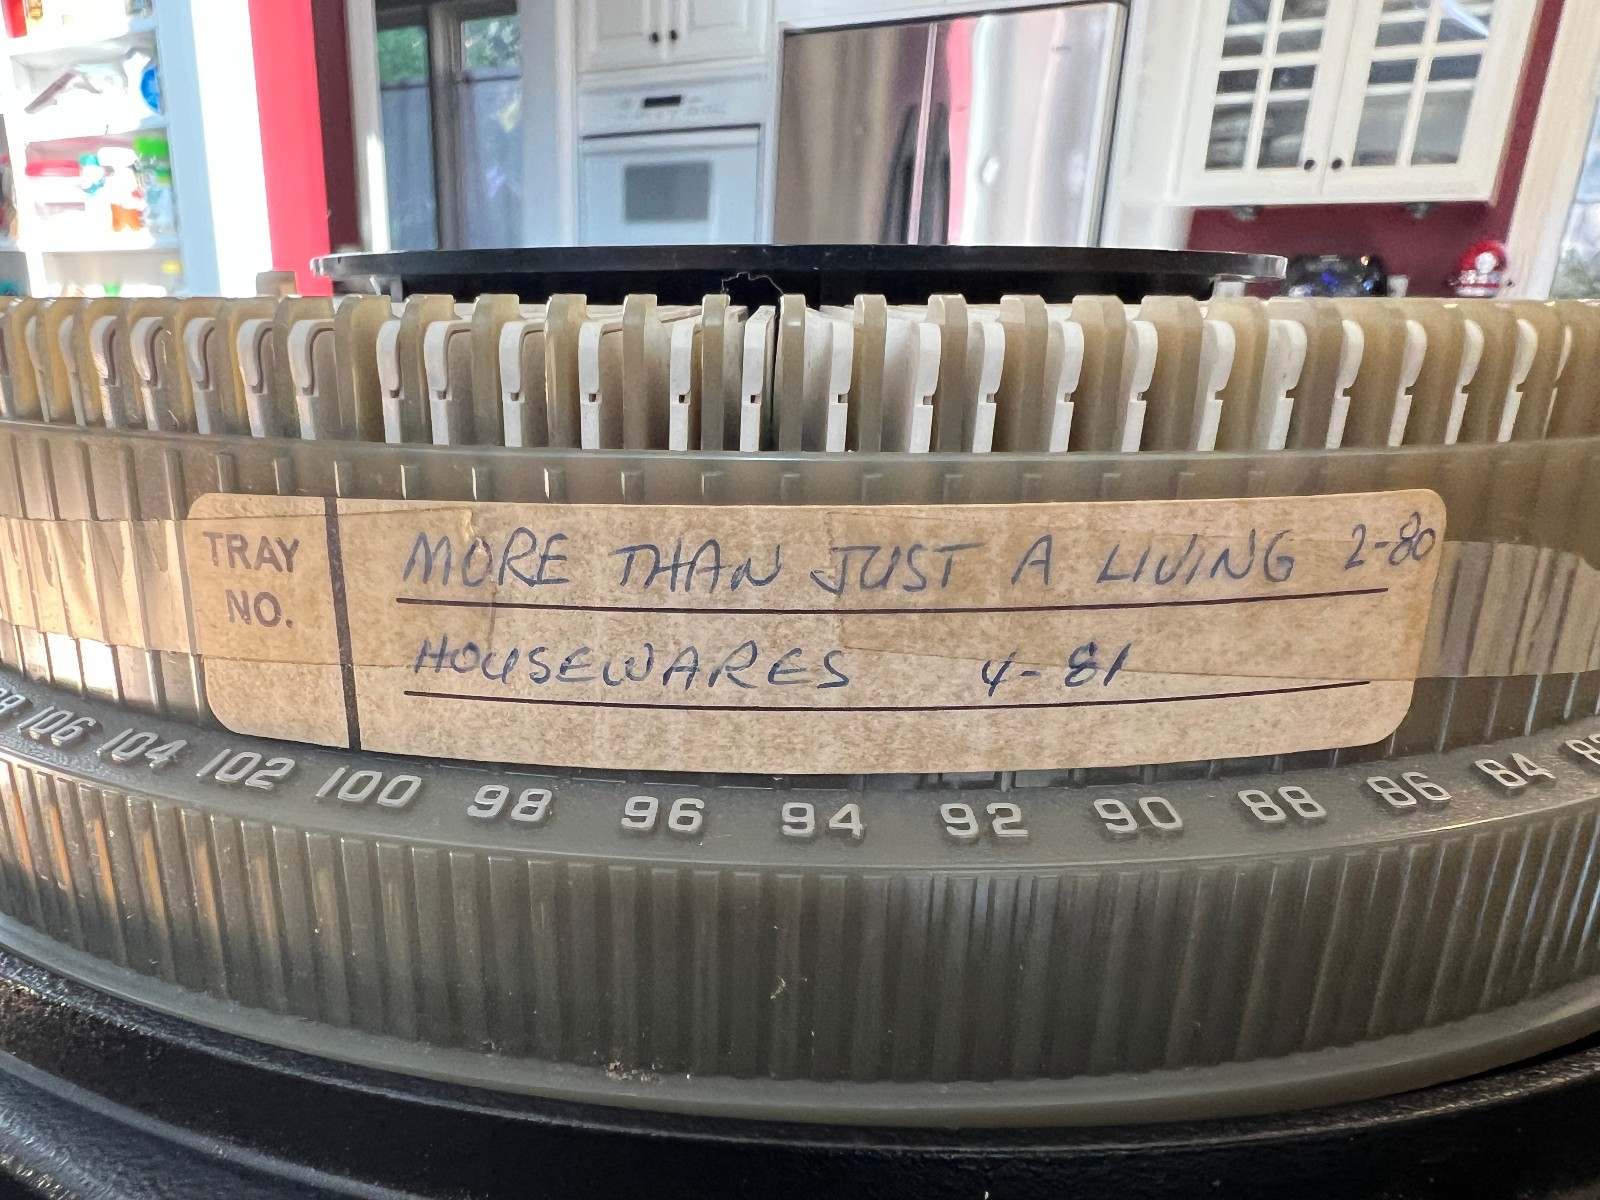 TRAY
NO.
MORE THAN JUST A LIVING 2-80
HOUSEWARES 4-81
106 104 102 100 98 96 94 92 90 88 86 84